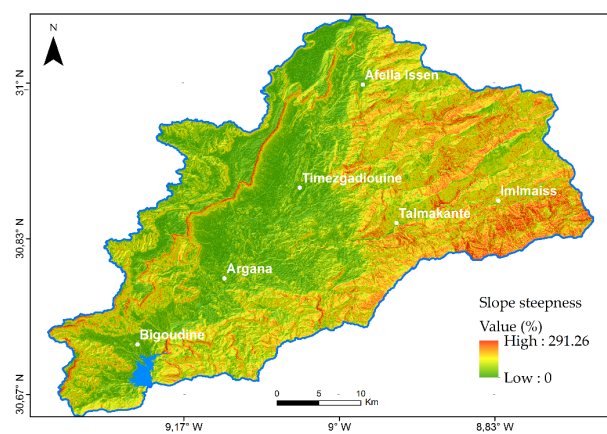 N
31° N
Afella Issen
Timezgadiouine
Imlmaiss
Talmakante
30,83° N
Argana
Slope steepness
Value (%)
High : 291.26
Bigoudine
Low : 0
30,67° N
0 5 10
Km
9,17° W
9° W
8,83° W